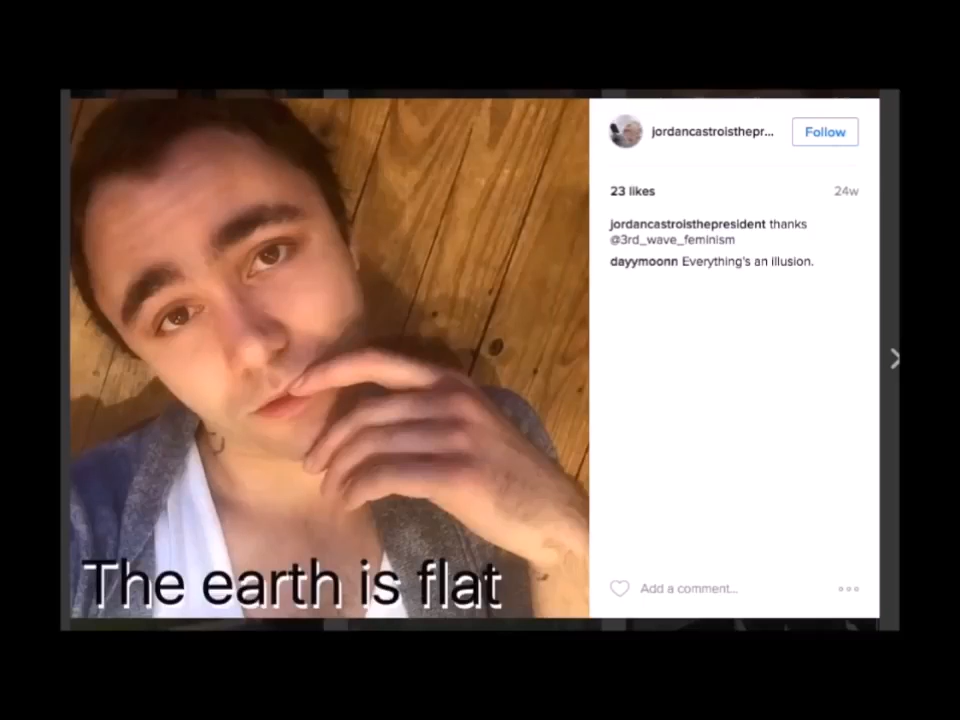 jordancastroisthepr...
Follow
23 likes
24w
jordancastroisthepresident thanks
@3rd_wave_feminism
dayymoonn Everything's an illusion.
The earth is flat
Add a comment...